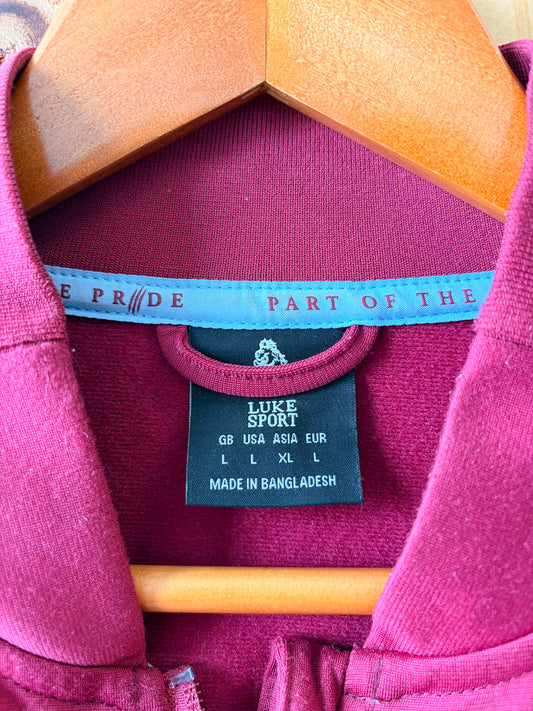 E PR///DE PART OF THE
LUKE
SPORT
GB USA ASIA EUR
L L XL L
MADE IN BANGLADESH